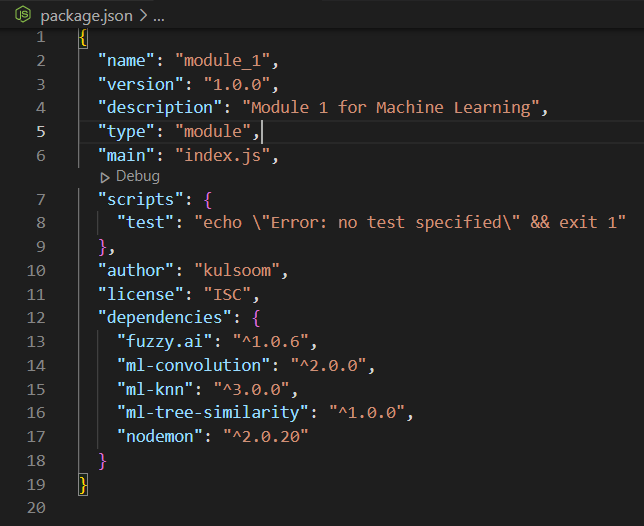 package.json > ...
1 {
2 "name": "module_1",
3 "version": "1.0.0",
4 "description": "Module 1 for Machine Learning",
5 "type": "module",
6 "main": "index.js",
Debug
7 "scripts": {
8 "test": "echo \"Error: no test specified\" && exit 1"
9 },
10 "author": "kulsoom",
11 "license": "ISC",
12 "dependencies": {
13 "fuzzy.ai": "^1.0.6",
14 "ml-convolution": "^2.0.0",
15 "ml-knn": "^3.0.0",
16 "ml-tree-similarity": "^1.0.0",
17 "nodemon": "^2.0.20"
18 }
19 }
20